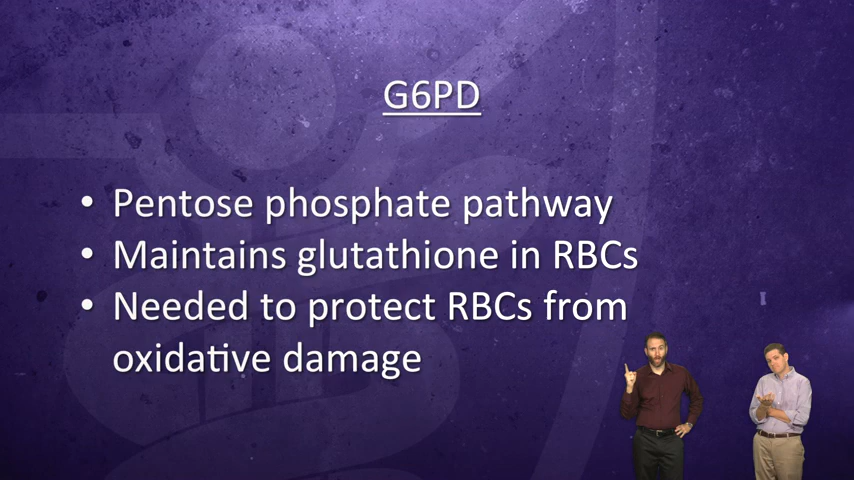 G6PD
• Pentose phosphate pathway
• Maintains glutathione in RBCs
• Needed to protect RBCs from
oxidative damage